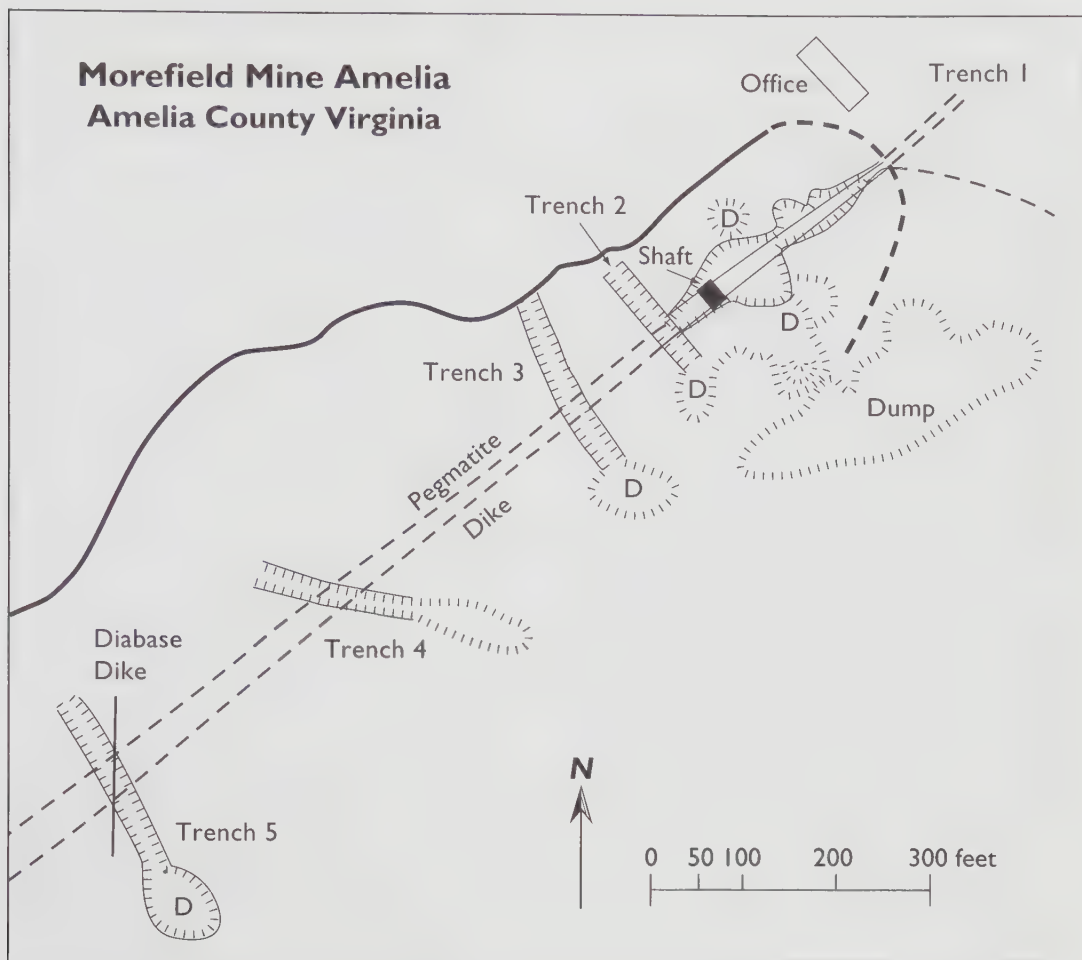 Morefield Mine Amelia
Amelia County Virginia
Office
Trench 1
Trench 2
D
Shaft
D
Trench 3
D
Dump
Pegmatite
Dike
D
Diabase
Dike
Trench 4
N
Trench 5
0 50 100 200 300 feet
D